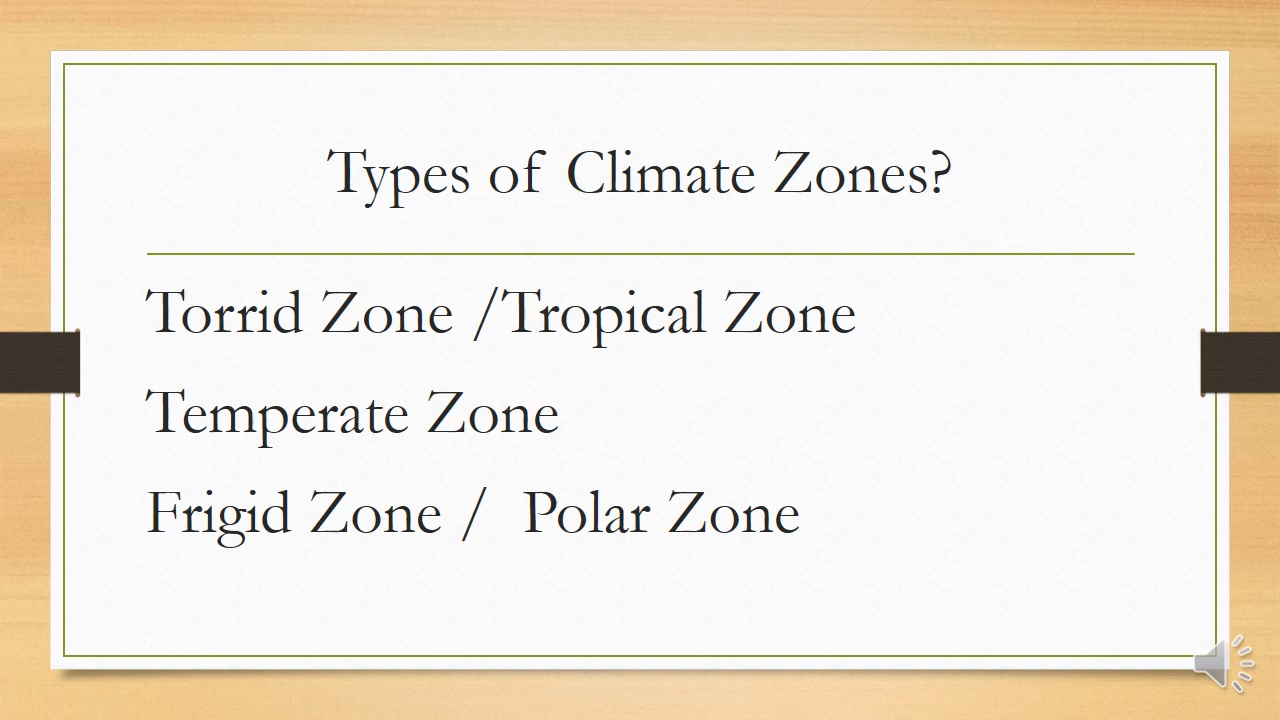 Types of Climate Zones?
Torrid Zone /Tropical Zone
Temperate Zone
Frigid Zone /  Polar Zone